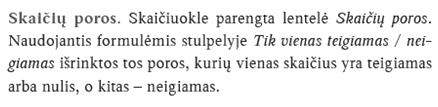 Skaičių poros. Skaičiuokle parengta lentelė Skaičių poros.
Naudojantis formulėmis stulpelyje Tik vienas teigiamas / nei-
giamas išrinktos tos poros, kurių vienas skaičius yra teigiamas
arba nulis, o kitas – neigiamas.